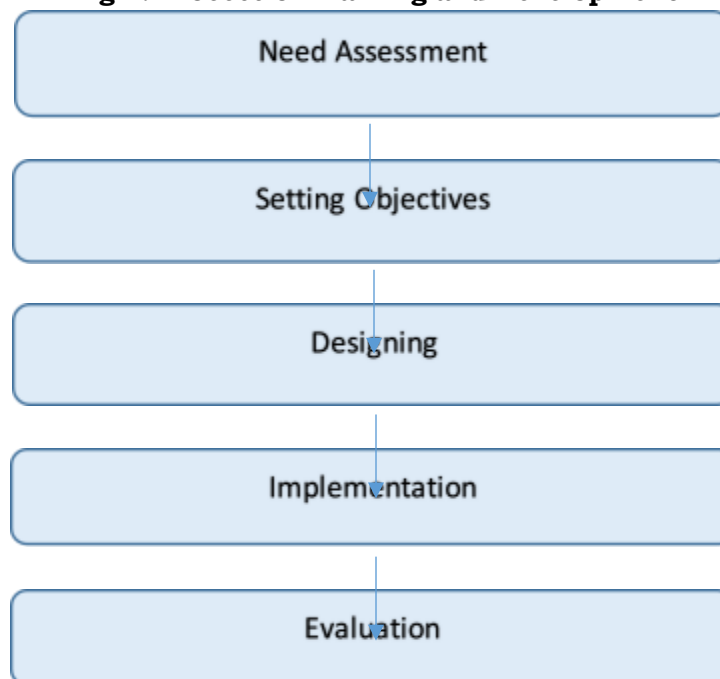 Need Assessment
Setting Objectives
Designing
Implementation
Evaluation